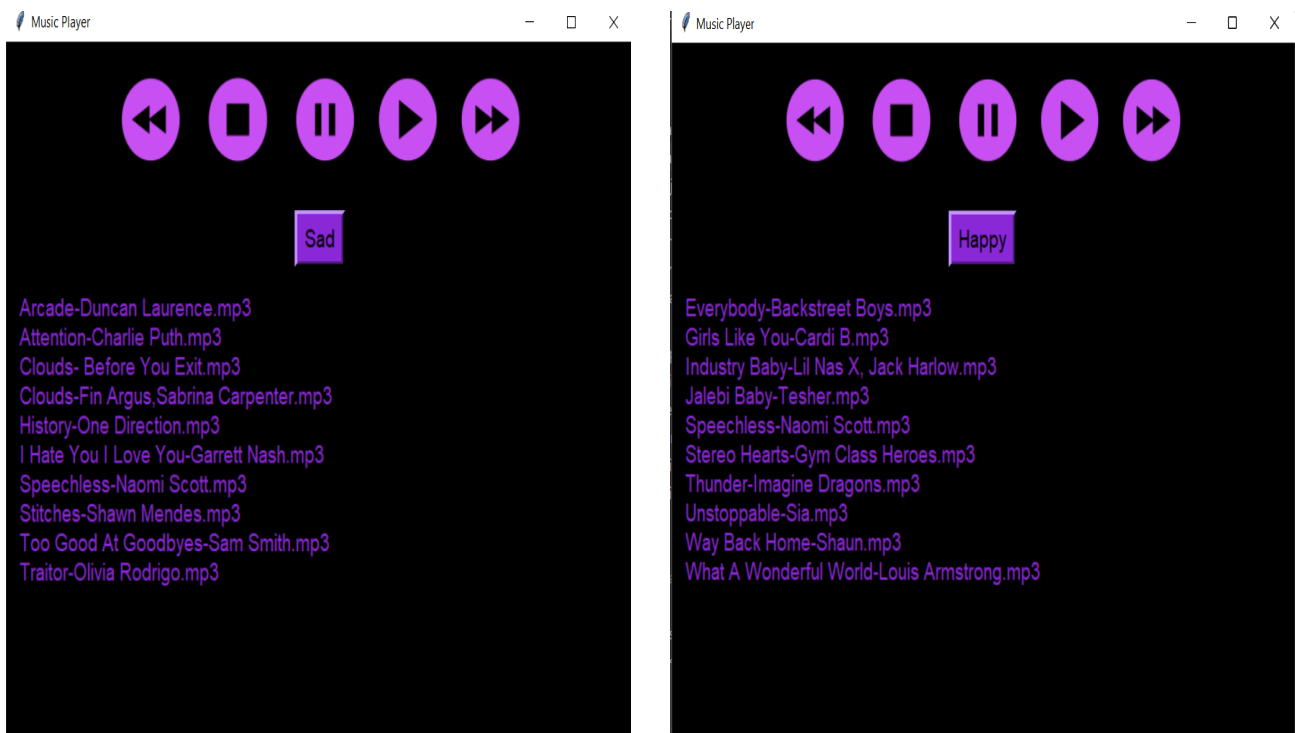 Music Player
Sad
Arcade-Duncan Laurence.mp3
Attention-Charlie Puth.mp3
Clouds- Before You Exit.mp3
Clouds-Fin Argus,Sabrina Carpenter.mp3
History-One Direction.mp3
I Hate You I Love You-Garrett Nash.mp3
Speechless-Naomi Scott.mp3
Stitches-Shawn Mendes.mp3
Too Good At Goodbyes-Sam Smith.mp3
Traitor-Olivia Rodrigo.mp3
Music Player
Happy
Everybody-Backstreet Boys.mp3
Girls Like You-Cardi B.mp3
Industry Baby-Lil Nas X, Jack Harlow.mp3
Jalebi Baby-Tesher.mp3
Speechless-Naomi Scott.mp3
Stereo Hearts-Gym Class Heroes.mp3
Thunder-Imagine Dragons.mp3
Unstoppable-Sia.mp3
Way Back Home-Shaun.mp3
What A Wonderful World-Louis Armstrong.mp3